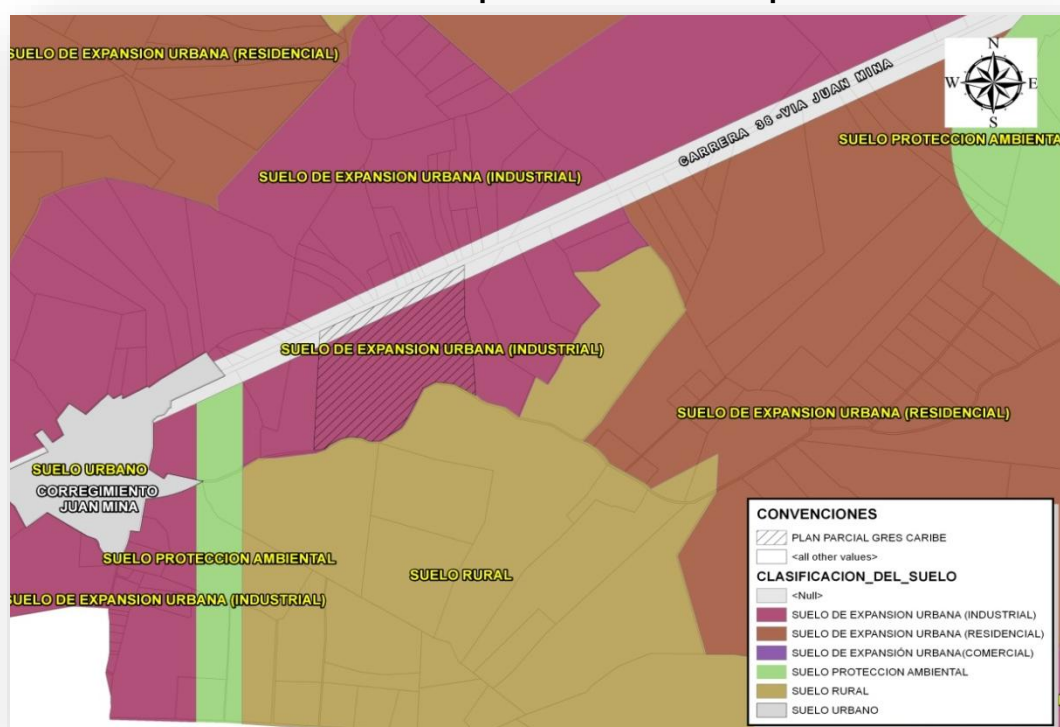 SUELO DE EXPANSION URBANA (RESIDENCIAL)
N
W E
S
CARRERA 38 -VIA JUAN MINA
SUELO PROTECCION AMBIENTA
SUELO DE EXPANSION URBANA (INDUSTRIAL)
SUELO DE EXPANSION URBANA (INDUSTRIAL)
SUELO DE EXPANSION URBANA (RESIDENCIAL)
SUELO URBANO
CORREGIMIENTO
JUAN MINA
SUELO PROTECCION AMBIENTAL
SUELO RURAL
SUELO DE EXPANSION URBANA (INDUSTRIAL)
CONVENCIONES
PLAN PARCIAL GRES CARIBE
<all other values>
CLASIFICACION_DEL_SUELO
<Null>
SUELO DE EXPANSION URBANA (INDUSTRIAL)
SUELO DE EXPANSION URBANA (RESIDENCIAL)
SUELO DE EXPANSIÓN URBANA(COMERCIAL)
SUELO PROTECCION AMBIENTAL
SUELO RURAL
SUELO URBANO